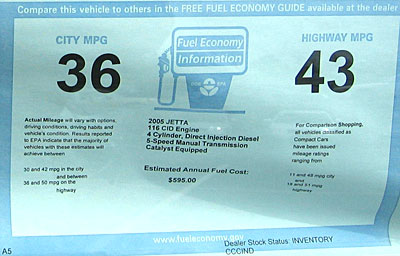 Compare this vehicle to others in the FREE FUEL ECONOMY GUIDE available at the dealer
CITY MPG
36
Fuel Economy
Information
HIGHWAY MPG
43
Actual Mileage will vary with options,
driving conditions, driving habits and
vehicle's condition. Results reported
to EPA indicate that the majority of
vehicles with these estimates will
achieve between
30 and 42 mpg in the city
and between
36 and 50 mpg on the
highway
2005 JETTA
116 CID Engine
4 Cylinder, Direct Injection Diesel
5-Speed Manual Transmission
Catalyst Equipped
Estimated Annual Fuel Cost:
$595.00
For Comparison Shopping,
all vehicles classified as
Compact Cars
have been issued
mileage ratings
ranging from
11 and 48 mpg city
and
18 and 51 mpg
highway
www.fueleconomy.gov
Dealer Stock Status: INVENTORY
CCCIND
A5